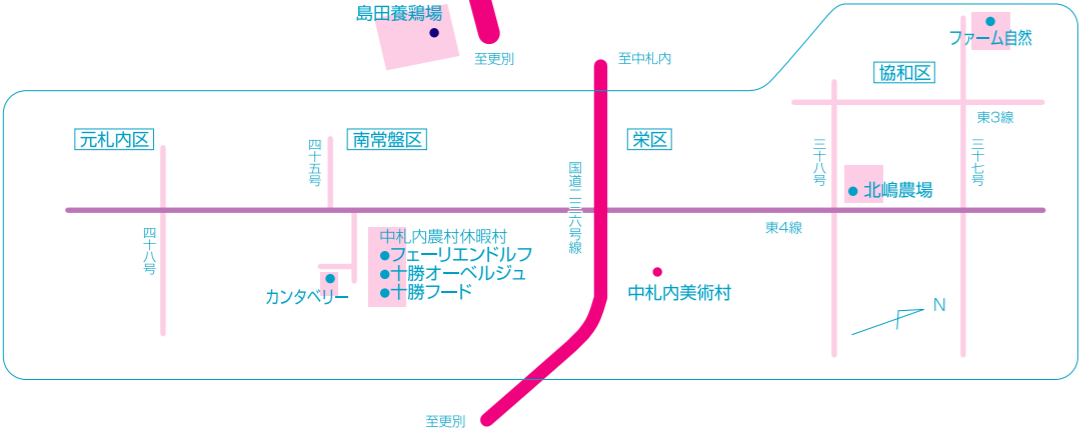 島田養鶏場
至更別
至中札内
ファーム自然
協和区
東3線
元札内区
南常盤区
栄区
四十五号
国道二三六号線
三十八号
三十七号
北嶋農場
東4線
四十八号
中札内農村休暇村
フェーリエンドルフ
十勝オーベルジュ
十勝フード
カンタベリー
中札内美術村
N
至更別